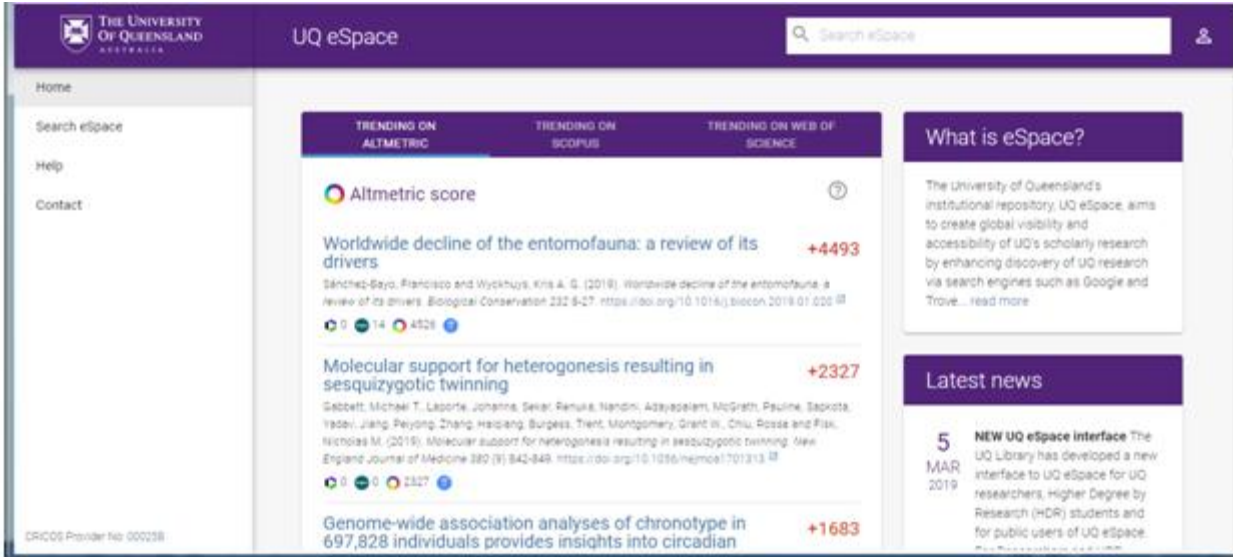 THE UNIVERSITY
OF QUEENSLAND
AUSTRALIA
UQ eSpace
Search eSpace
Home
Search eSpace
Help
Contact
CRICOS Provider No: 00025B
TRENDING ON
ALTMETRIC
TRENDING ON
SCOPUS
TRENDING ON WEB OF
SCIENCE
Altmetric score
Worldwide decline of the entomofauna: a review of its
drivers
+4493
Sánchez-Bayo, Francisco and Wyckhuys, Kris A. G. (2019). Worldwide decline of the entomofauna: a
review of its drivers. Biological Conservation 232 8-27. https://doi.org/10.1016/j.biocon.2019.01.020
0 14 4526 ?
Molecular support for heterogonesis resulting in
sesquizygotic twinning
+2327
Gabbett, Michael T., Laporte, Johanna, Sekar, Renuka, Nandini, Adayapalam, McGrath, Pauline, Sapkota,
Yadav, Jiang, Peiyong, Zhang, Haiqiang, Burgess, Trent, Montgomery, Grant W., Chiu, Rossa and Fisk,
Nicholas M. (2019). Molecular support for heterogonesis resulting in sesquizygotic twinning. New
England Journal of Medicine 380 (9) 842-849. https://doi.org/10.1056/nejmoa1701313
0 0 2327 ?
Genome-wide association analyses of chronotype in
697,828 individuals provides insights into circadian
+1683
What is eSpace?
The University of Queensland's
institutional repository, UQ eSpace, aims
to create global visibility and
accessibility of UQ's scholarly research
by enhancing discovery of UQ research
via search engines such as Google and
Trove... read more
Latest news
5
MAR
2019
NEW UQ eSpace interface The
UQ Library has developed a new
interface to UQ eSpace for UQ
researchers, Higher Degree by
Research (HDR) students and
for public users of UQ eSpace.